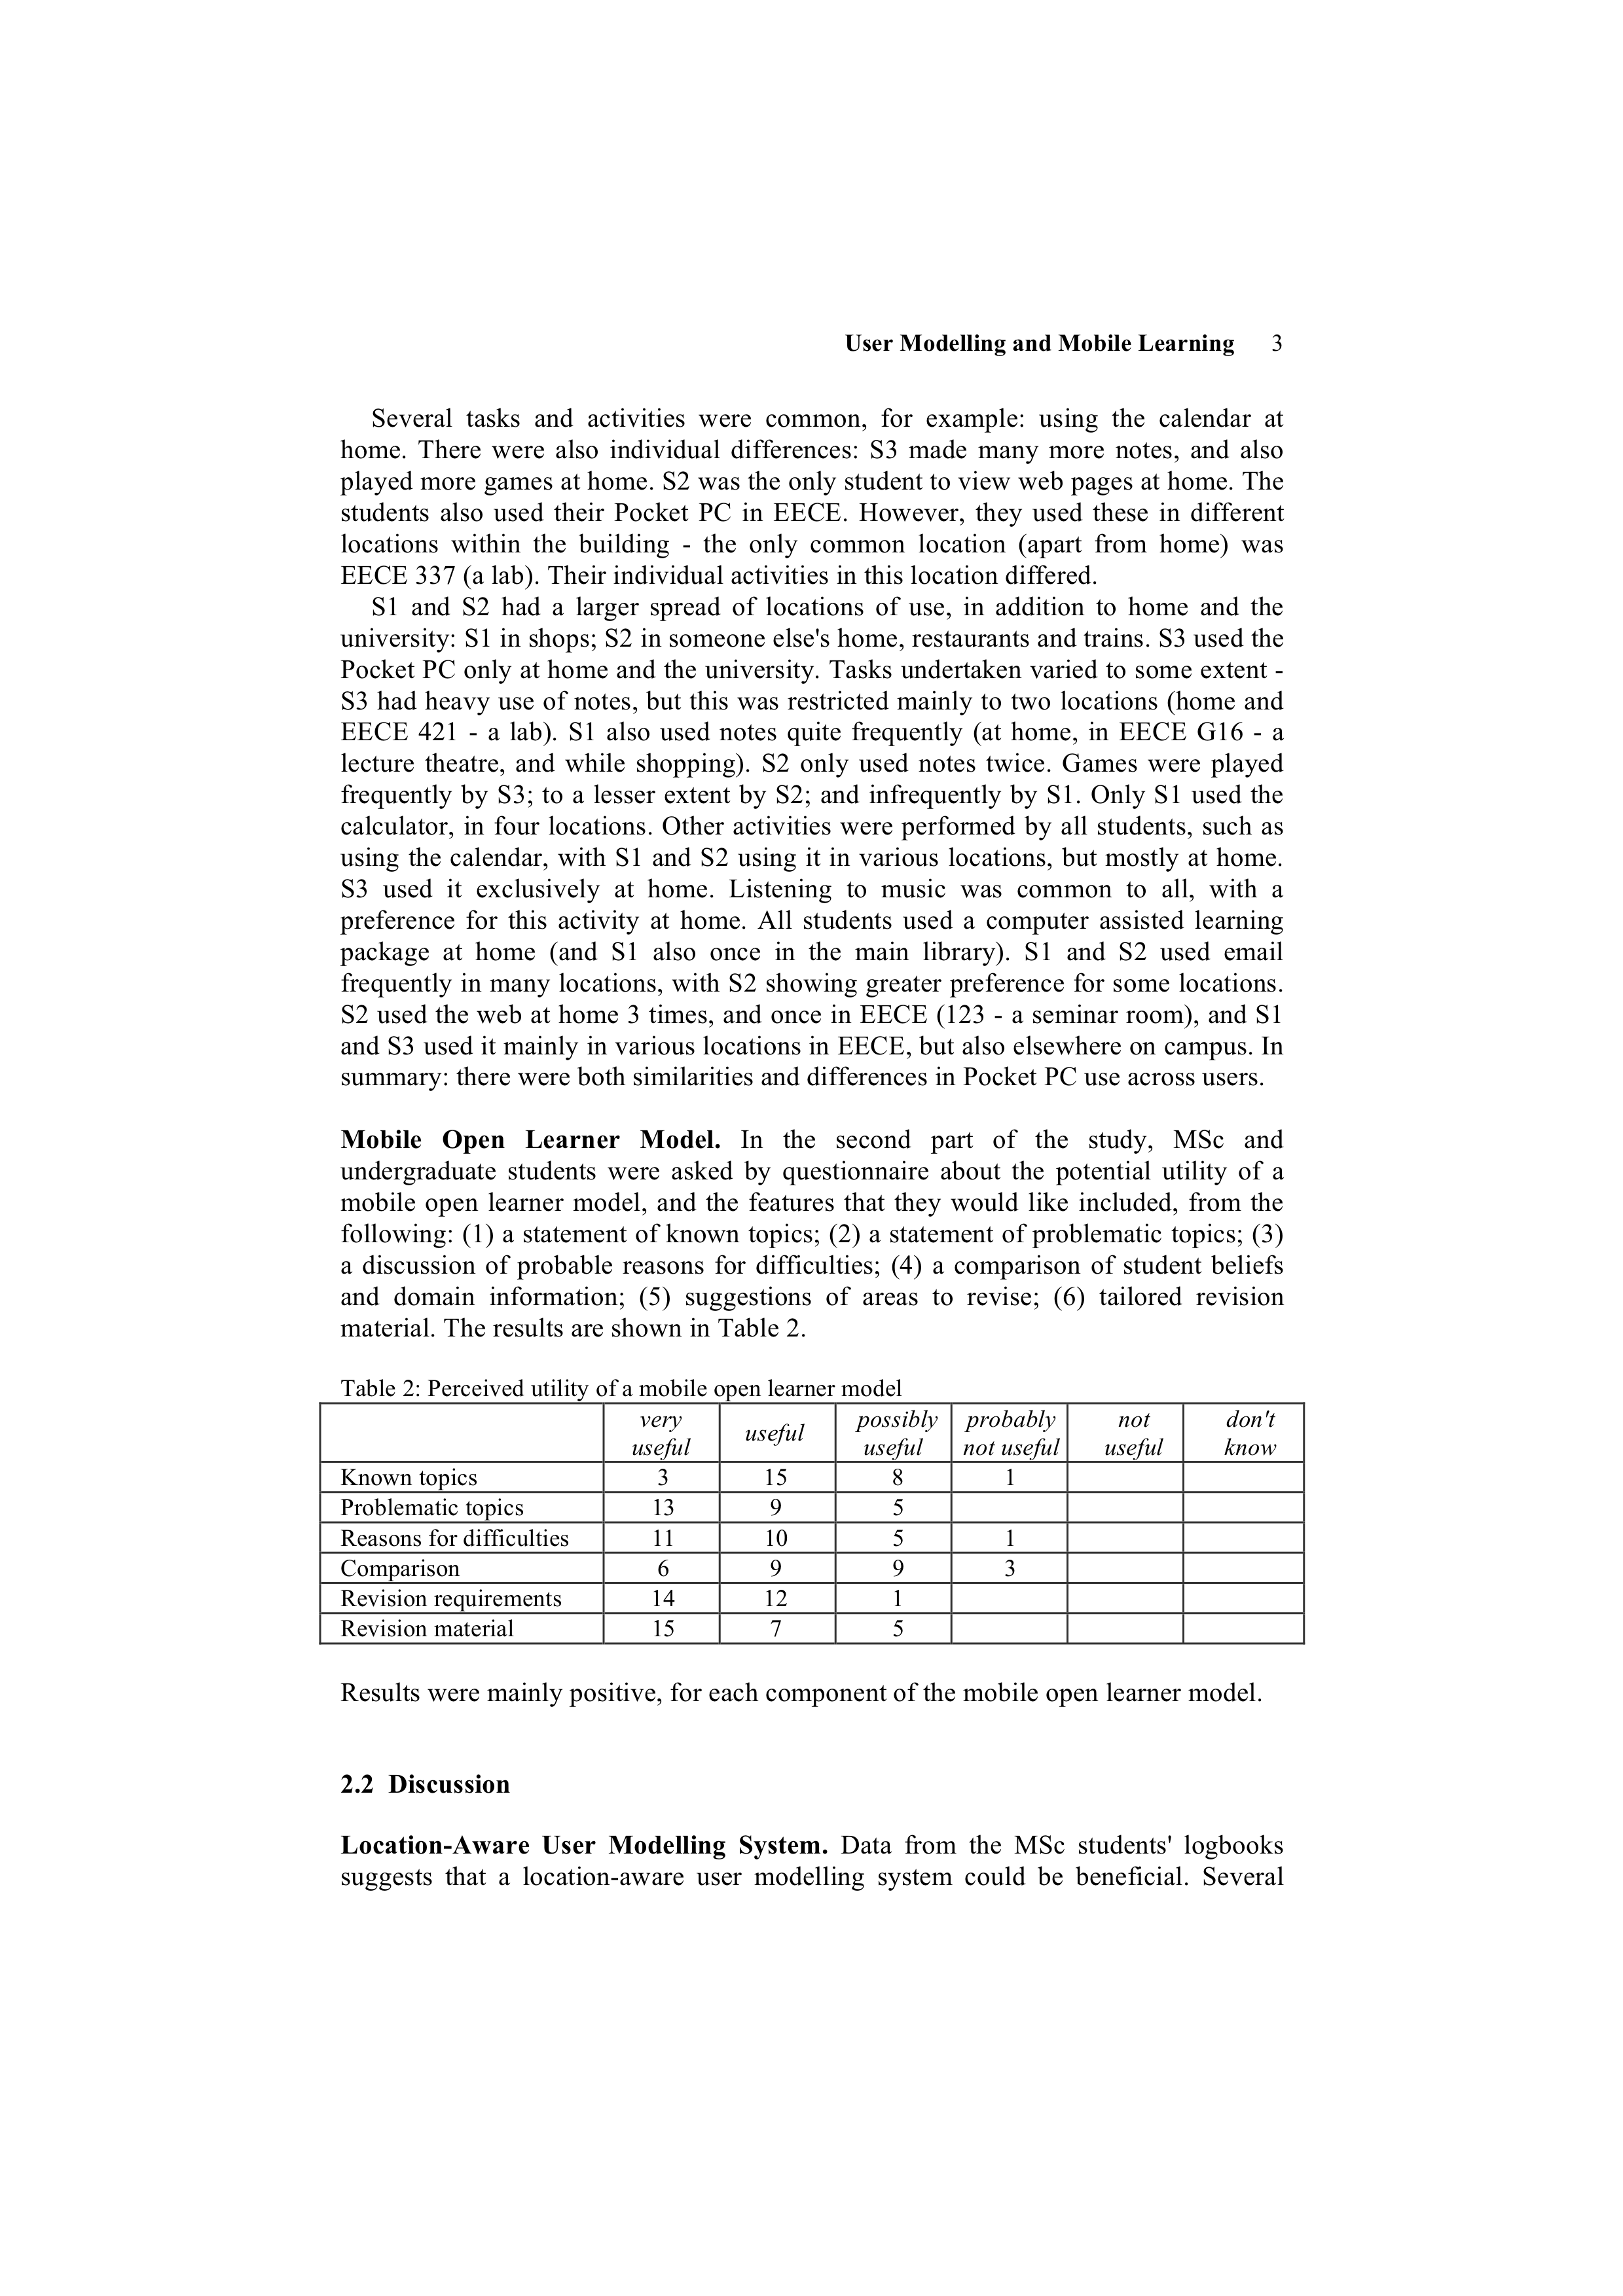 User Modelling and Mobile Learning 3
Several tasks and activities were common, for example: using the calendar at
home. There were also individual differences: S3 made many more notes, and also
played more games at home. S2 was the only student to view web pages at home. The
students also used their Pocket PC in EECE. However, they used these in different
locations within the building - the only common location (apart from home) was
EECE 337 (a lab). Their individual activities in this location differed.
S1 and S2 had a larger spread of locations of use, in addition to home and the
university: S1 in shops; S2 in someone else's home, restaurants and trains. S3 used the
Pocket PC only at home and the university. Tasks undertaken varied to some extent -
S3 had heavy use of notes, but this was restricted mainly to two locations (home and
EECE 421 - a lab). S1 also used notes quite frequently (at home, in EECE G16 - a
lecture theatre, and while shopping). S2 only used notes twice. Games were played
frequently by S3; to a lesser extent by S2; and infrequently by S1. Only S1 used the
calculator, in four locations. Other activities were performed by all students, such as
using the calendar, with S1 and S2 using it in various locations, but mostly at home.
S3 used it exclusively at home. Listening to music was common to all, with a
preference for this activity at home. All students used a computer assisted learning
package at home (and S1 also once in the main library). S1 and S2 used email
frequently in many locations, with S2 showing greater preference for some locations.
S2 used the web at home 3 times, and once in EECE (123 - a seminar room), and S1
and S3 used it mainly in various locations in EECE, but also elsewhere on campus. In
summary: there were both similarities and differences in Pocket PC use across users.
Mobile Open Learner Model. In the second part of the study, MSc and
undergraduate students were asked by questionnaire about the potential utility of a
mobile open learner model, and the features that they would like included, from the
following: (1) a statement of known topics; (2) a statement of problematic topics; (3)
a discussion of probable reasons for difficulties; (4) a comparison of student beliefs
and domain information; (5) suggestions of areas to revise; (6) tailored revision
material. The results are shown in Table 2.
Table 2: Perceived utility of a mobile open learner model
very useful useful possibly useful probably not useful not useful don't know
Known topics 3 15 8 1
Problematic topics 13 9 5
Reasons for difficulties 11 10 5 1
Comparison 6 9 9 3
Revision requirements 14 12 1
Revision material 15 7 5
Results were mainly positive, for each component of the mobile open learner model.
2.2 Discussion
Location-Aware User Modelling System. Data from the MSc students' logbooks
suggests that a location-aware user modelling system could be beneficial. Several